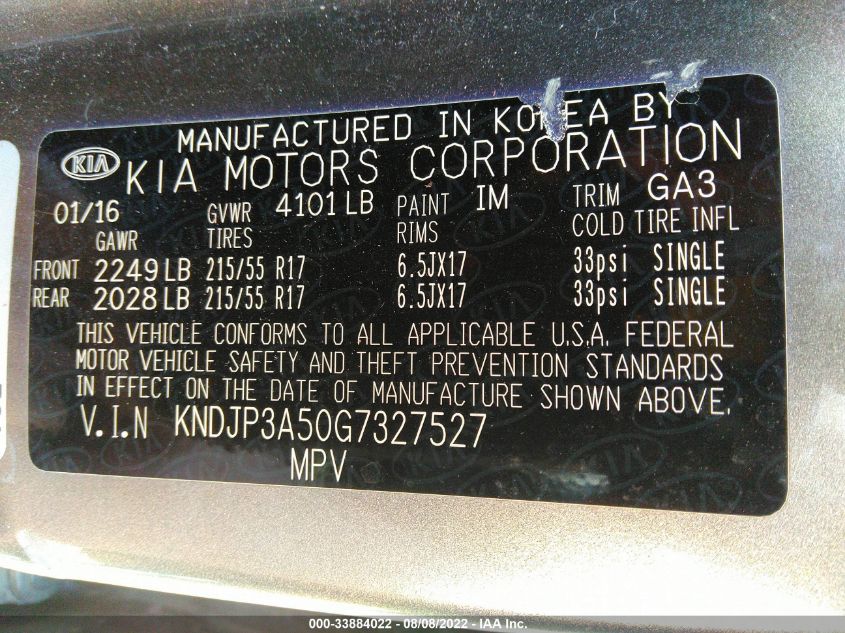 MANUFACTURED IN KOREA BY
KIA KIA MOTORS CORPORATION
01/16 GVWR 4101 LB PAINT IM TRIM GA3
GAWR TIRES RIMS COLD TIRE INFL
FRONT 2249 LB 215/55 R17 6.5JX17 33psi SINGLE
REAR 2028 LB 215/55 R17 6.5JX17 33psi SINGLE
THIS VEHICLE CONFORMS TO ALL APPLICABLE U.S.A. FEDERAL
MOTOR VEHICLE SAFETY AND THEFT PREVENTION STANDARDS
IN EFFECT ON THE DATE OF MANUFACTURE SHOWN ABOVE.
V.I.N KNDJP3A50G7327527
MPV
000-33884022 - 08/08/2022 - IAA Inc.